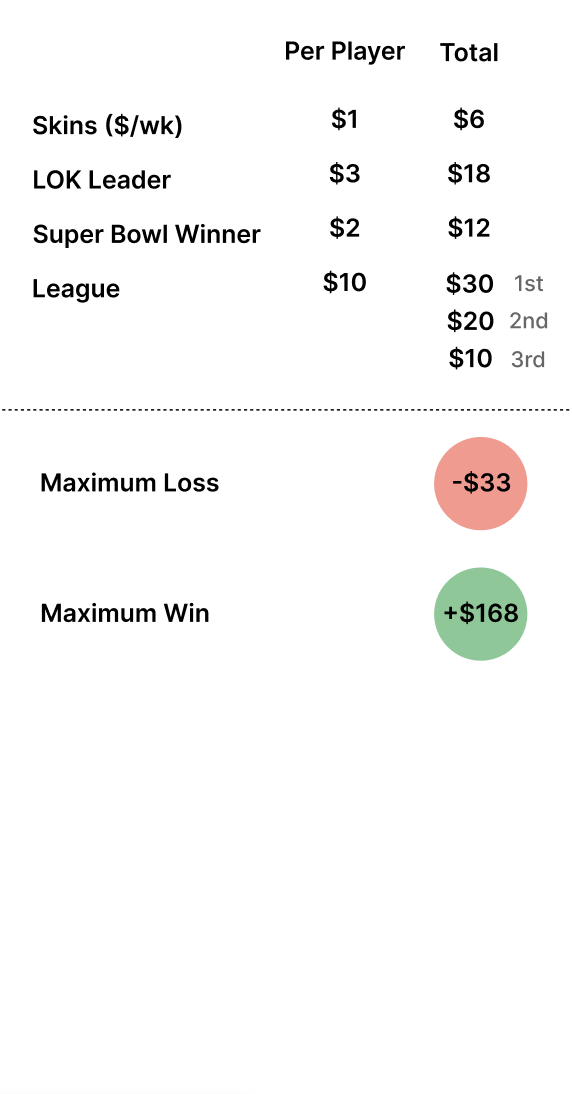 Per Player Total
Skins ($/wk) $1 $6
LOK Leader $3 $18
Super Bowl Winner $2 $12
League $10 $30 1st
$20 2nd
$10 3rd
Maximum Loss -$33
Maximum Win +$168